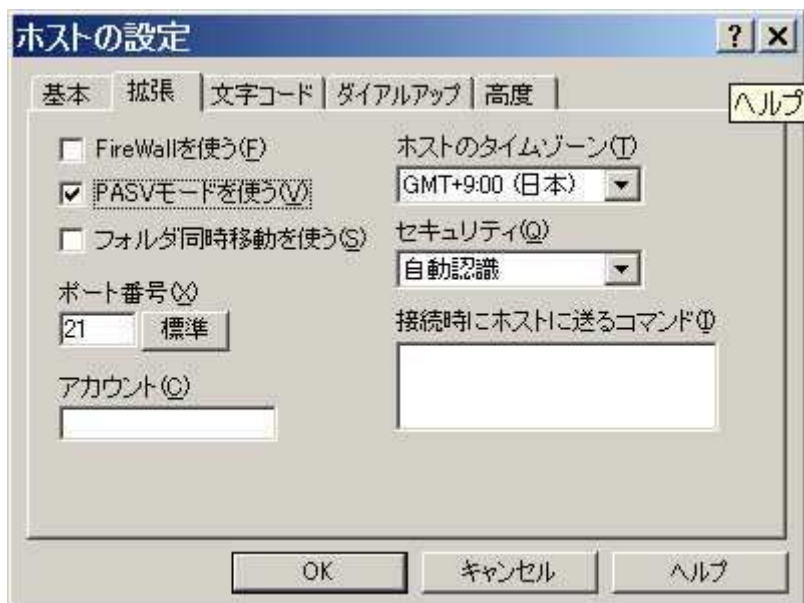 ホストの設定
?
×
基本 拡張 文字コード ダイアルアップ 高度
ヘルプ
FireWallを使う(F)
PASVモードを使う(V)
フォルダ同時移動を使う(S)
ポート番号(X)
21 標準
アカウント(C)
ホストのタイムゾーン(T)
GMT+9:00 (日本)
セキュリティ(Q)
自動認識
接続時にホストに送るコマンド(I)
OK キャンセル ヘルプ